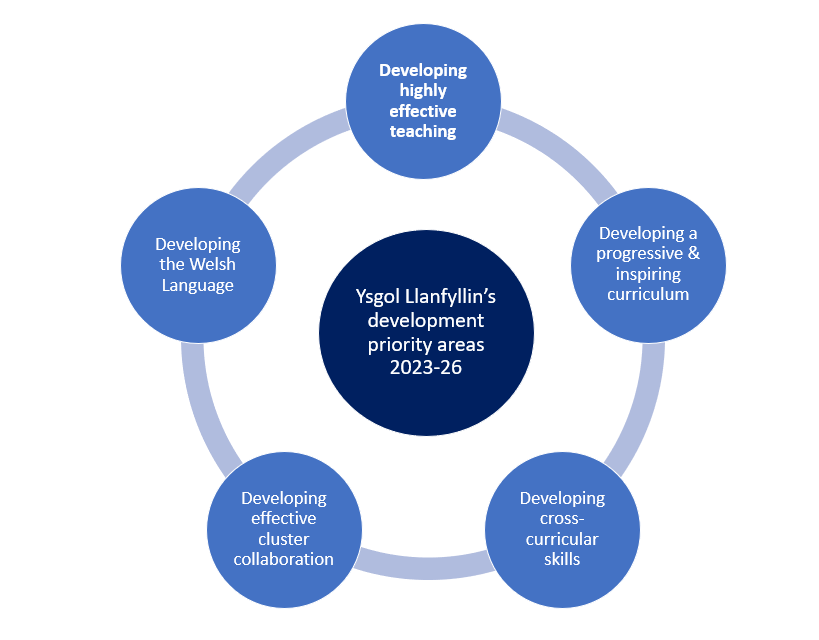 Developing
highly
effective
teaching
Developing a
progressive &
inspiring
curriculum
Developing
cross-
curricular
skills
Developing
effective
cluster
collaboration
Developing
the Welsh
Language
Ysgol Llanfyllin’s
development
priority areas
2023-26